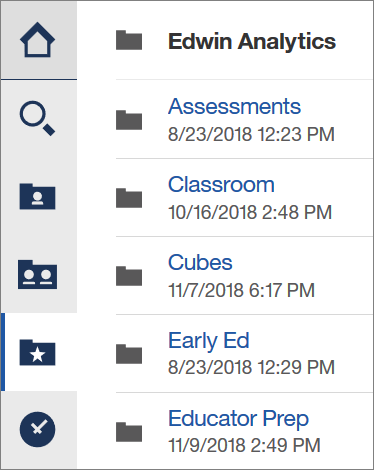 Edwin Analytics
Assessments
8/23/2018 12:23 PM
Classroom
10/16/2018 2:48 PM
Cubes
11/7/2018 6:17 PM
Early Ed
8/23/2018 12:29 PM
Educator Prep
11/9/2018 2:49 PM